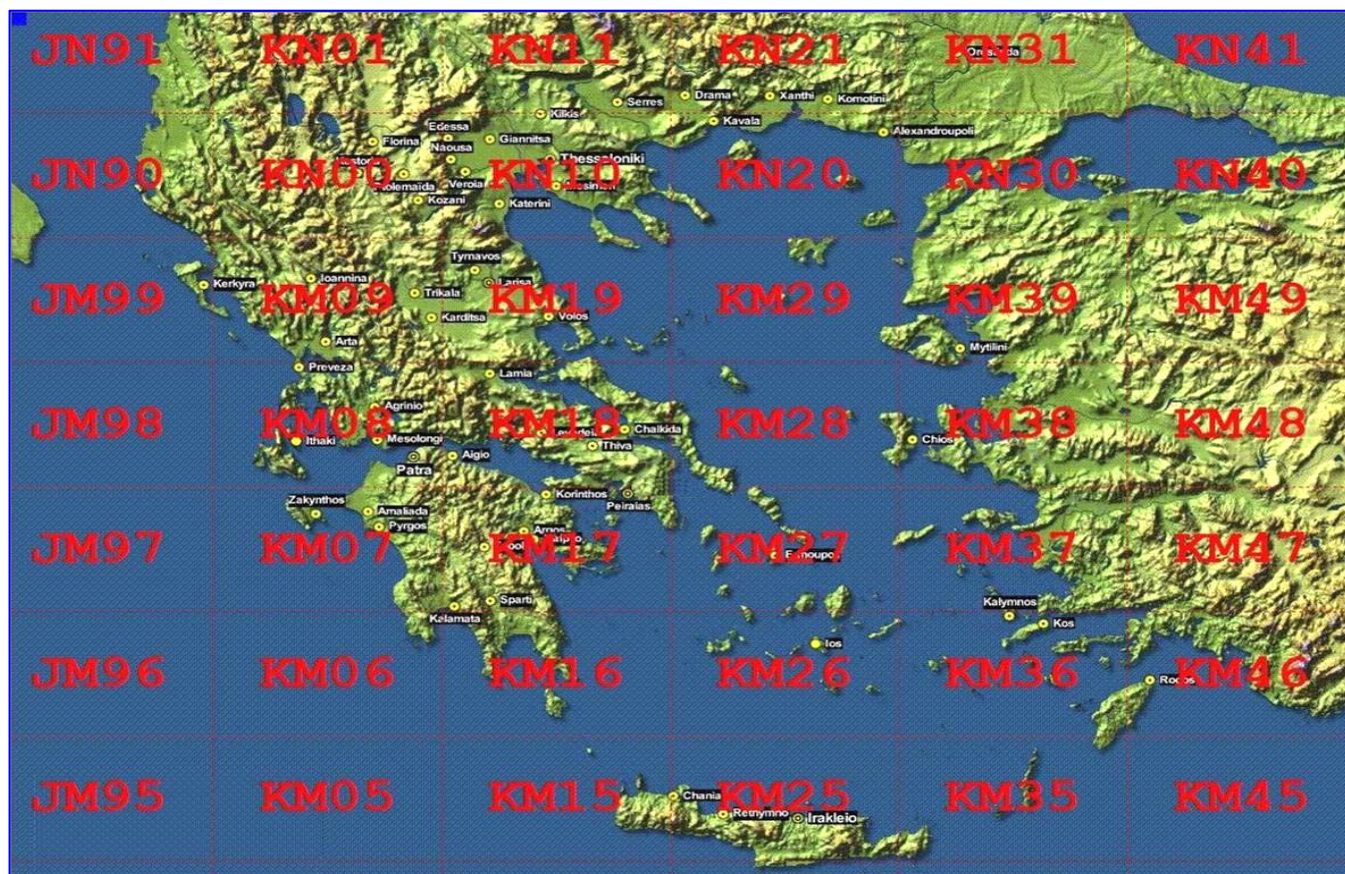 JN91 KN01 KN11 KN21 KN31 KN41
Serres
Drama
Xanthi
Komotini
Kilkis
Kavala
Alexandroupoli
Edessa
Florina
Giannitsa
Naousa
Thessaloniki
JN90 KN00 KN10 KN20 KN30 KN40
Veroia
Kozani
Katerini
Tyrnavos
Kerkyra
Ioannina
Larisa
JM99 KM09 KM19 KM29 KM39 KM49
Trikala
Karditsa
Volos
Arta
Mytilini
Preveza
Lamia
Agrinio
JM98 KM08 KM18 KM28 KM38 KM48
Ithaki
Mesolongi
Chalkida
Chios
Thiva
Aigio
Patra
Zakynthos
Korinthos
Peiraias
Amaliada
Pyrgos
JM97 KM07 KM17 KM27 KM37 KM47
Sparti
Kalymnos
Kalamata
Kos
Ios
JM96 KM06 KM16 KM26 KM36 KM46
JM95 KM05 KM15 KM25 KM35 KM45
Chania
Irakleio